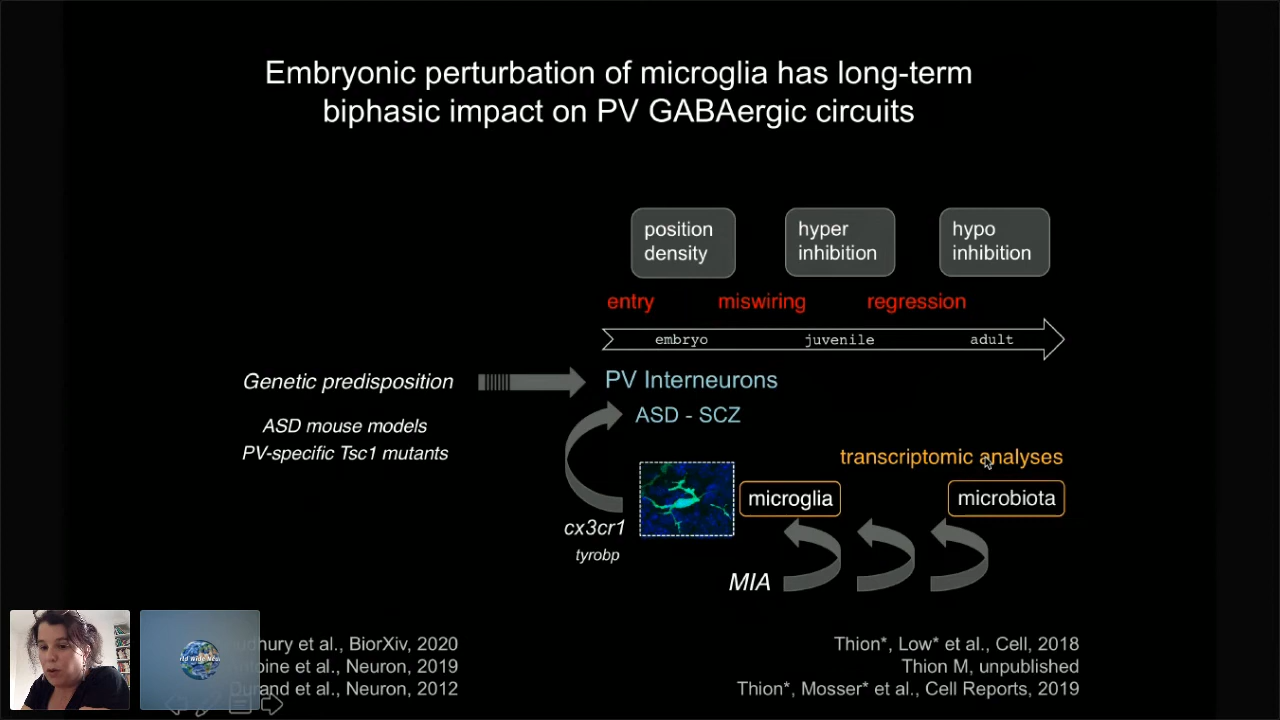 Embryonic perturbation of microglia has long-term
biphasic impact on PV GABAergic circuits
position
density
hyper
inhibition
hypo
inhibition
entry
miswiring
regression
embryo
juvenile
adult
Genetic predisposition
PV Interneurons
ASD mouse models
PV-specific Tsc1 mutants
ASD - SCZ
transcriptomic analyses
microglia
microbiota
cx3cr1
tyrobp
MIA
et al., BiorXiv, 2020
et al., Neuron, 2019
Durand et al., Neuron, 2012
Thion*, Low* et al., Cell, 2018
Thion M, unpublished
Thion*, Mosser* et al., Cell Reports, 2019